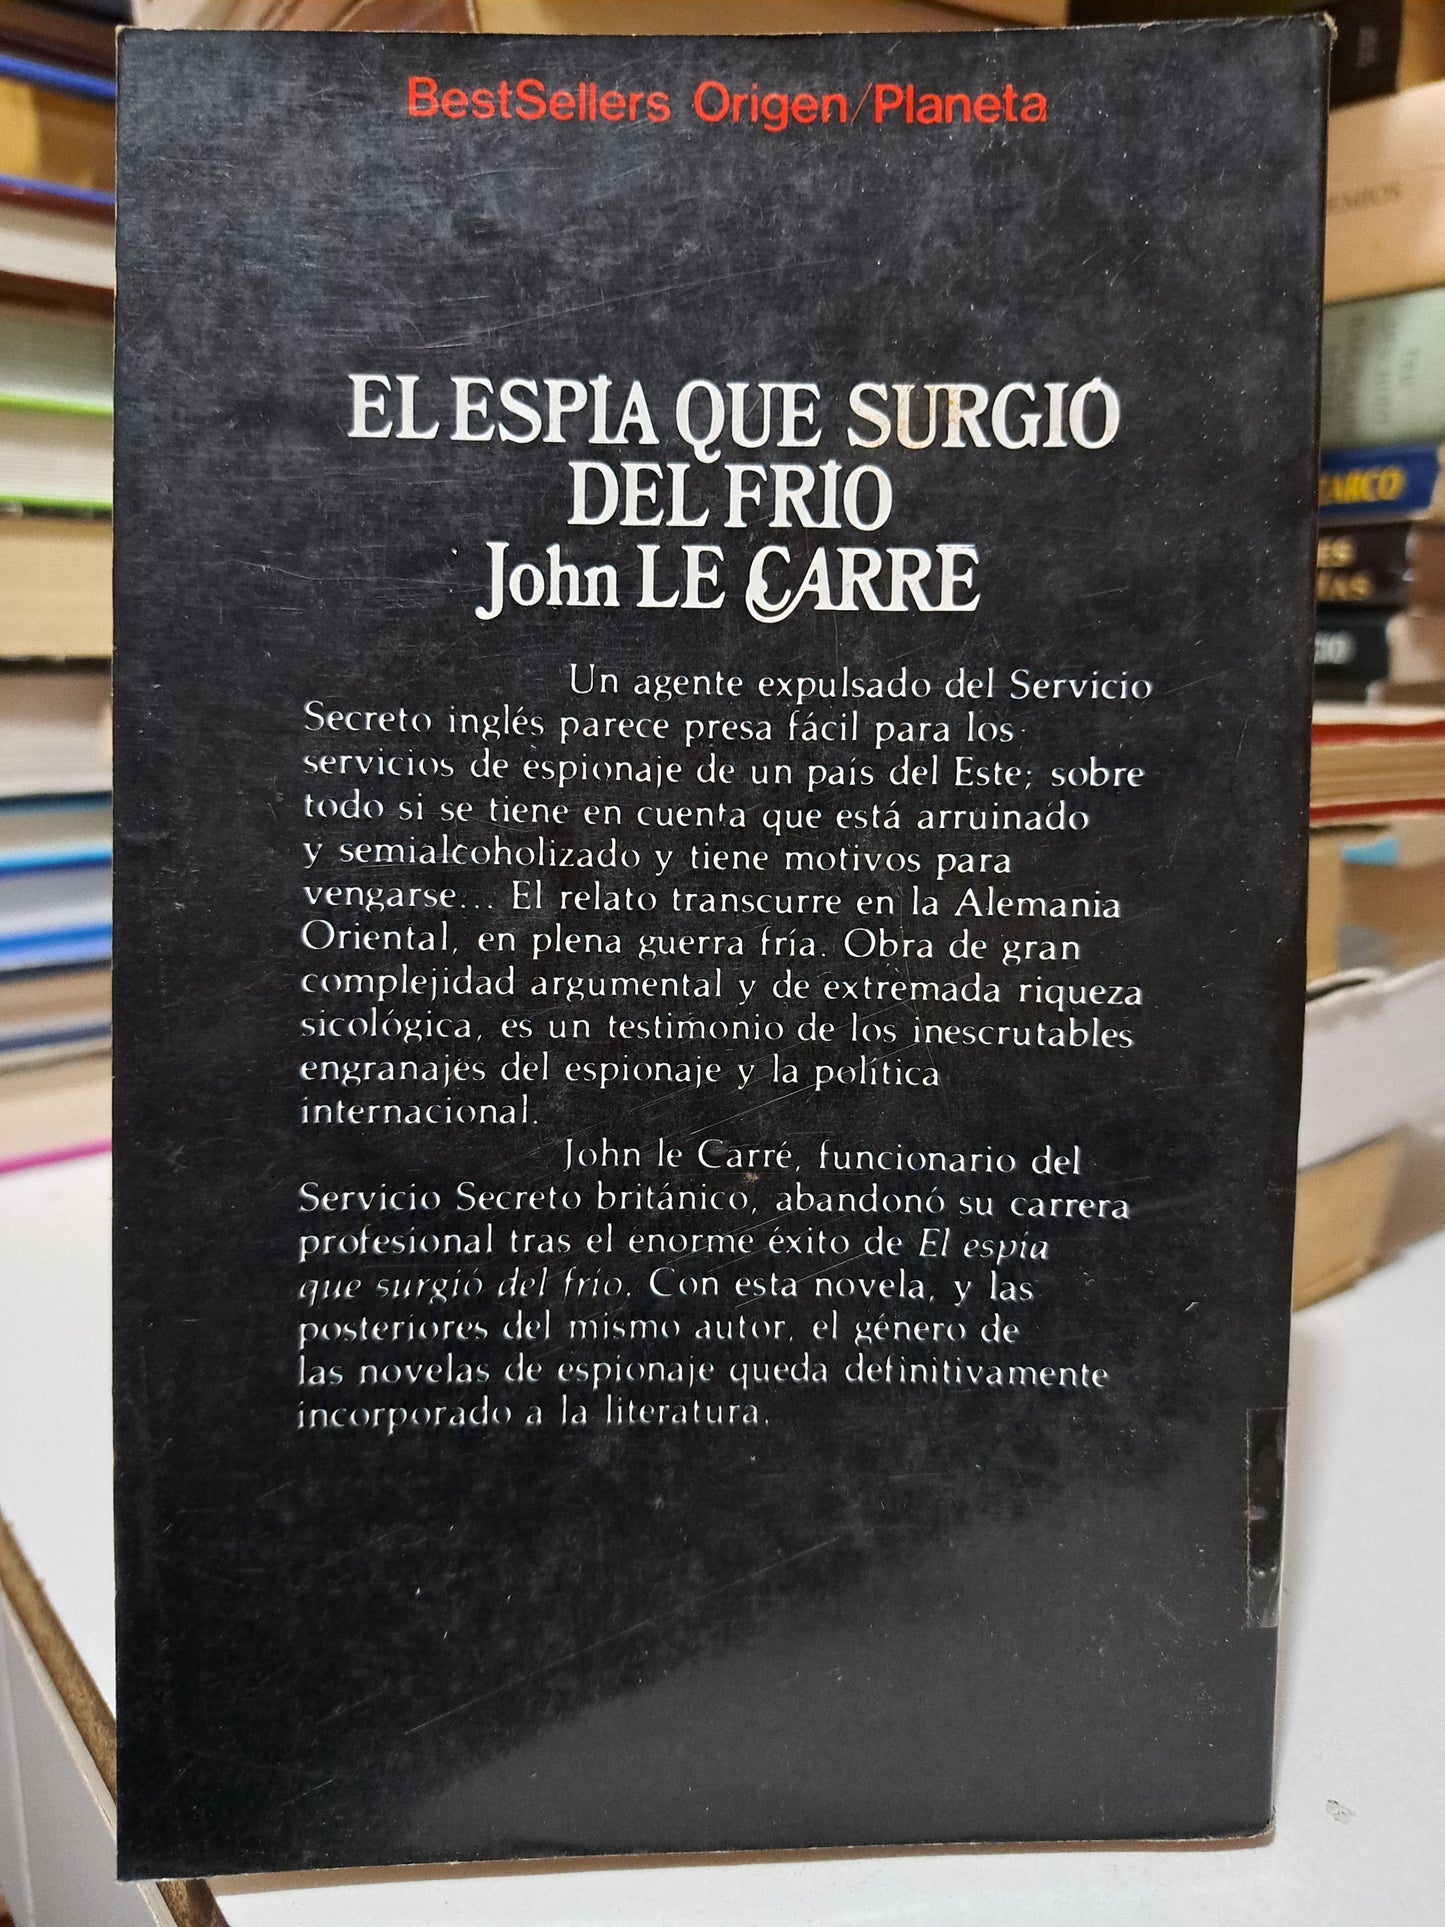 BestSellers Origen/Planeta
EL ESPÍA QUE SURGIÓ
DEL FRÍO
John LE CARRÉ
Un agente expulsado del Servicio
Secreto inglés parece presa fácil para los
servicios de espionaje de un país del Este; sobre
todo si se tiene en cuenta que está arruinado
y semialcoholizado y tiene motivos para
vengarse... El relato transcurre en la Alemania
Oriental, en plena guerra fría. Obra de gran
complejidad argumental y de extremada riqueza
sicológica, es un testimonio de los inescrutables
engranajes del espionaje y la política
internacional.
John le Carré, funcionario del
Servicio Secreto británico, abandonó su carrera
profesional tras el enorme éxito de El espía
que surgió del frío. Con esta novela, y las
posteriores del mismo autor, el género de
las novelas de espionaje queda definitivamente
incorporado a la literatura.